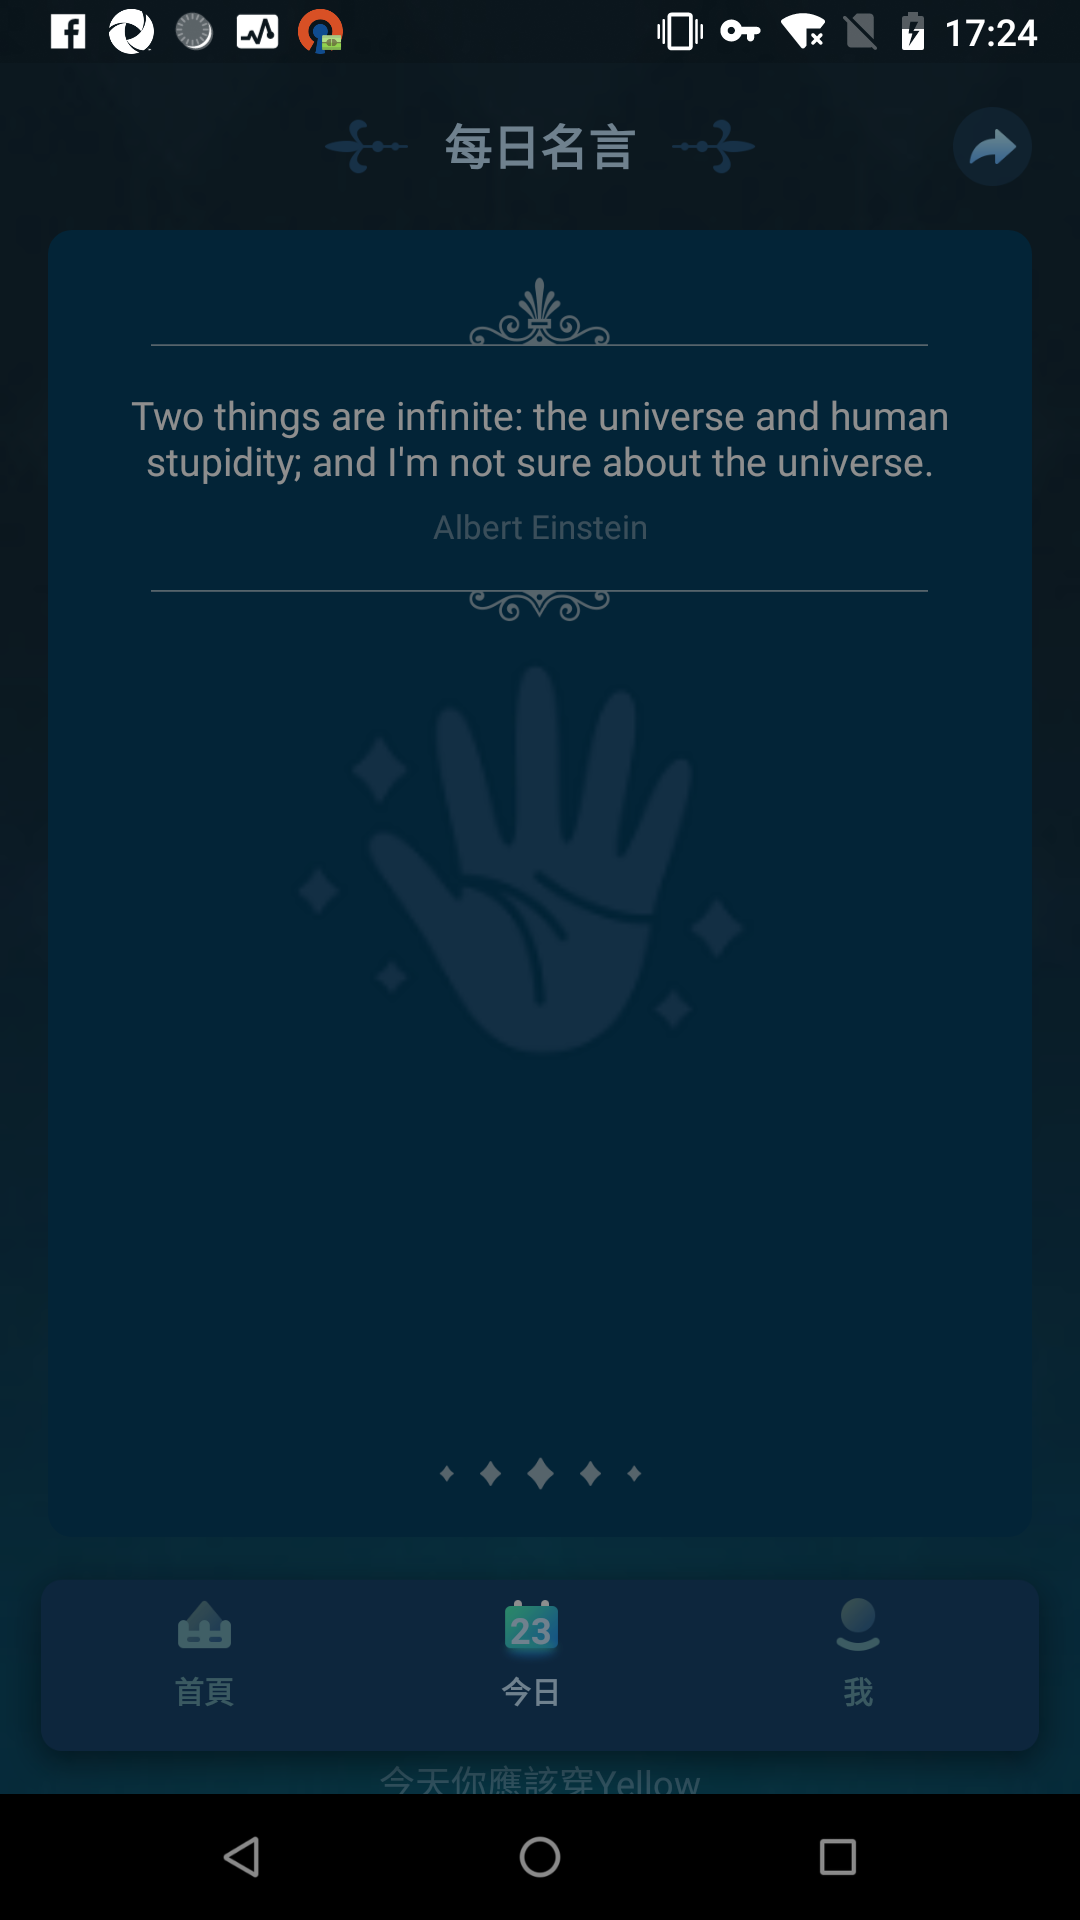 17:24
每日名言
Two things are infinite: the universe and human
stupidity; and I'm not sure about the universe.
Albert Einstein
23
首頁
今日
我
今天你應該穿Yellow